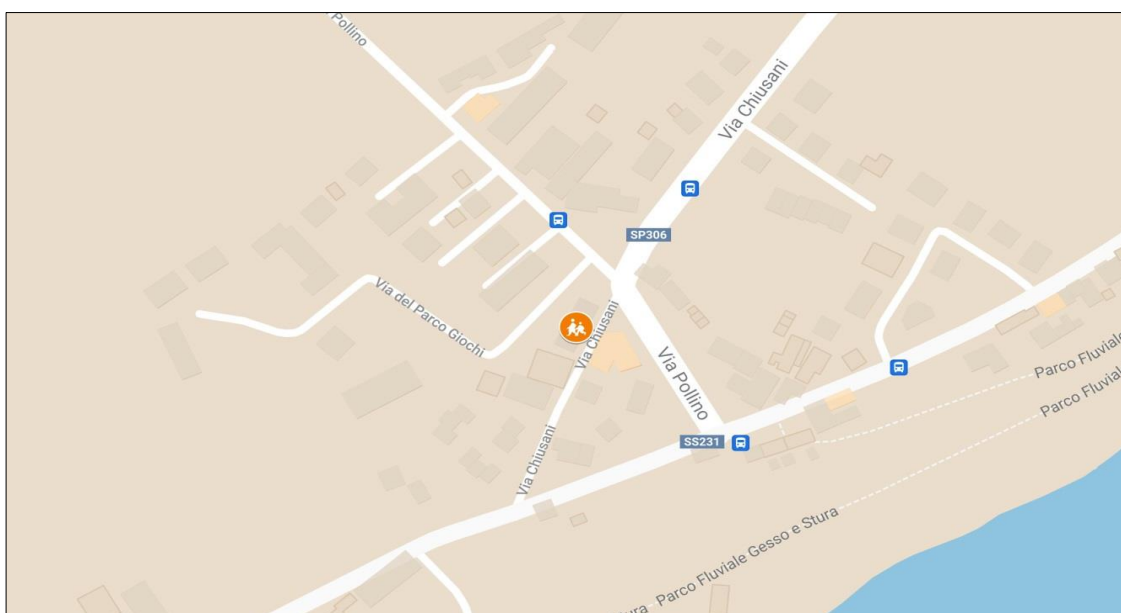 Pollino
Via Chiusani
SP306
Via del Parco Giochi
Via Chiusani
Via Pollino
Parco Fluviale
Parco Fluviale
SS231
Via Chiusani
Parco Fluviale Gesso e Stura